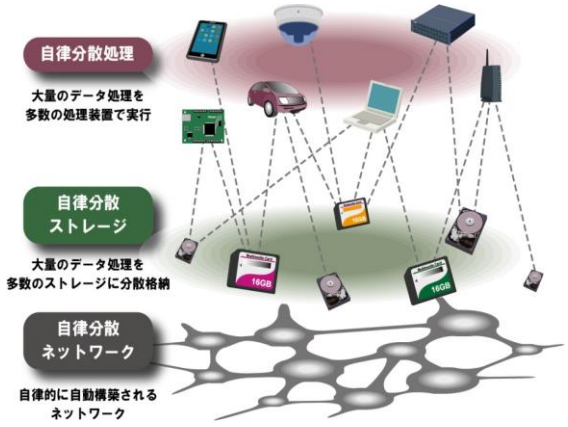 自律分散処理
大量のデータ処理を
多数の処理装置で実行
自律分散
ストレージ
大量のデータ処理を
多数のストレージに分散格納
16GB
16GB
16GB
自律分散
ネットワーク
自律的に自動構築される
ネットワーク